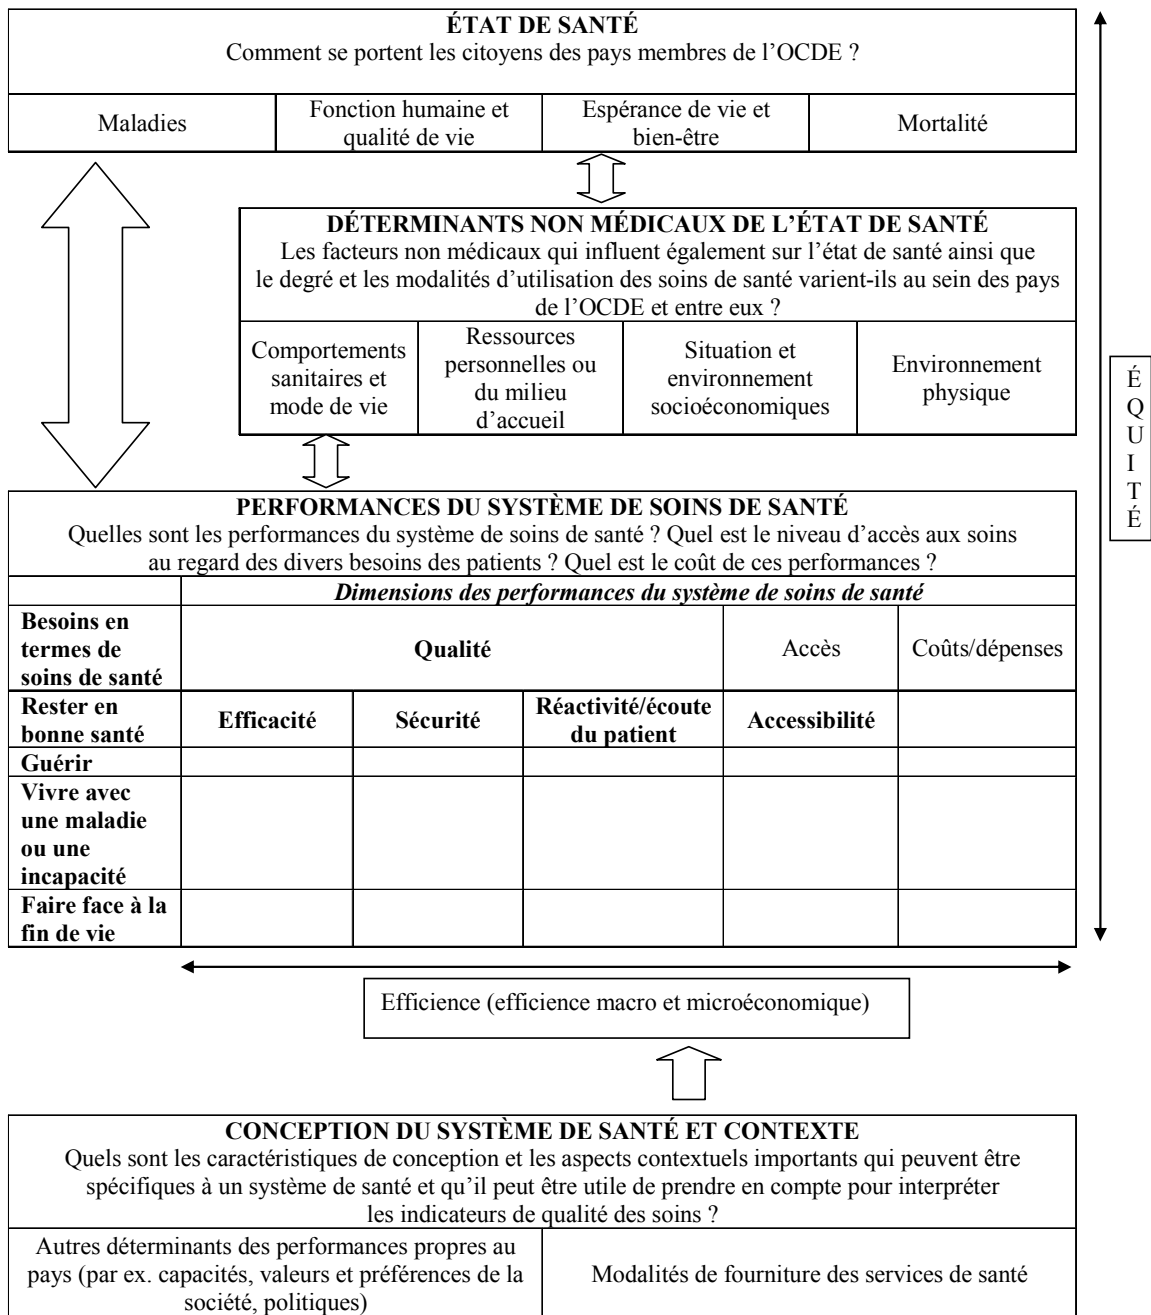 ÉTAT DE SANTÉ
Comment se portent les citoyens des pays membres de l’OCDE ?
Maladies
Fonction humaine et
qualité de vie
Espérance de vie et
bien-être
Mortalité
DÉTERMINANTS NON MÉDICAUX DE L’ÉTAT DE SANTÉ
Les facteurs non médicaux qui influent également sur l’état de santé ainsi que
le degré et les modalités d’utilisation des soins de santé varient-ils au sein des pays
de l’OCDE et entre eux ?
Comportements
sanitaires et
mode de vie
Ressources
personnelles ou
du milieu
d’accueil
Situation et
environnement
socioéconomiques
Environnement
physique
É
Q
U
I
T
É
PERFORMANCES DU SYSTÈME DE SOINS DE SANTÉ
Quelles sont les performances du système de soins de santé ? Quel est le niveau d’accès aux soins
au regard des divers besoins des patients ? Quel est le coût de ces performances ?
Dimensions des performances du système de soins de santé
Besoins en
termes de
soins de santé
Qualité
Accès
Coûts/dépenses
Rester en
bonne santé
Efficacité
Sécurité
Réactivité/écoute
du patient
Accessibilité
Guérir
Vivre avec
une maladie
ou une
incapacité
Faire face à la
fin de vie
Efficience (efficience macro et microéconomique)
CONCEPTION DU SYSTÈME DE SANTÉ ET CONTEXTE
Quels sont les caractéristiques de conception et les aspects contextuels importants qui peuvent être
spécifiques à un système de santé et qu’il peut être utile de prendre en compte pour interpréter
les indicateurs de qualité des soins ?
Autres déterminants des performances propres au
pays (par ex. capacités, valeurs et préférences de la
société, politiques)
Modalités de fourniture des services de santé